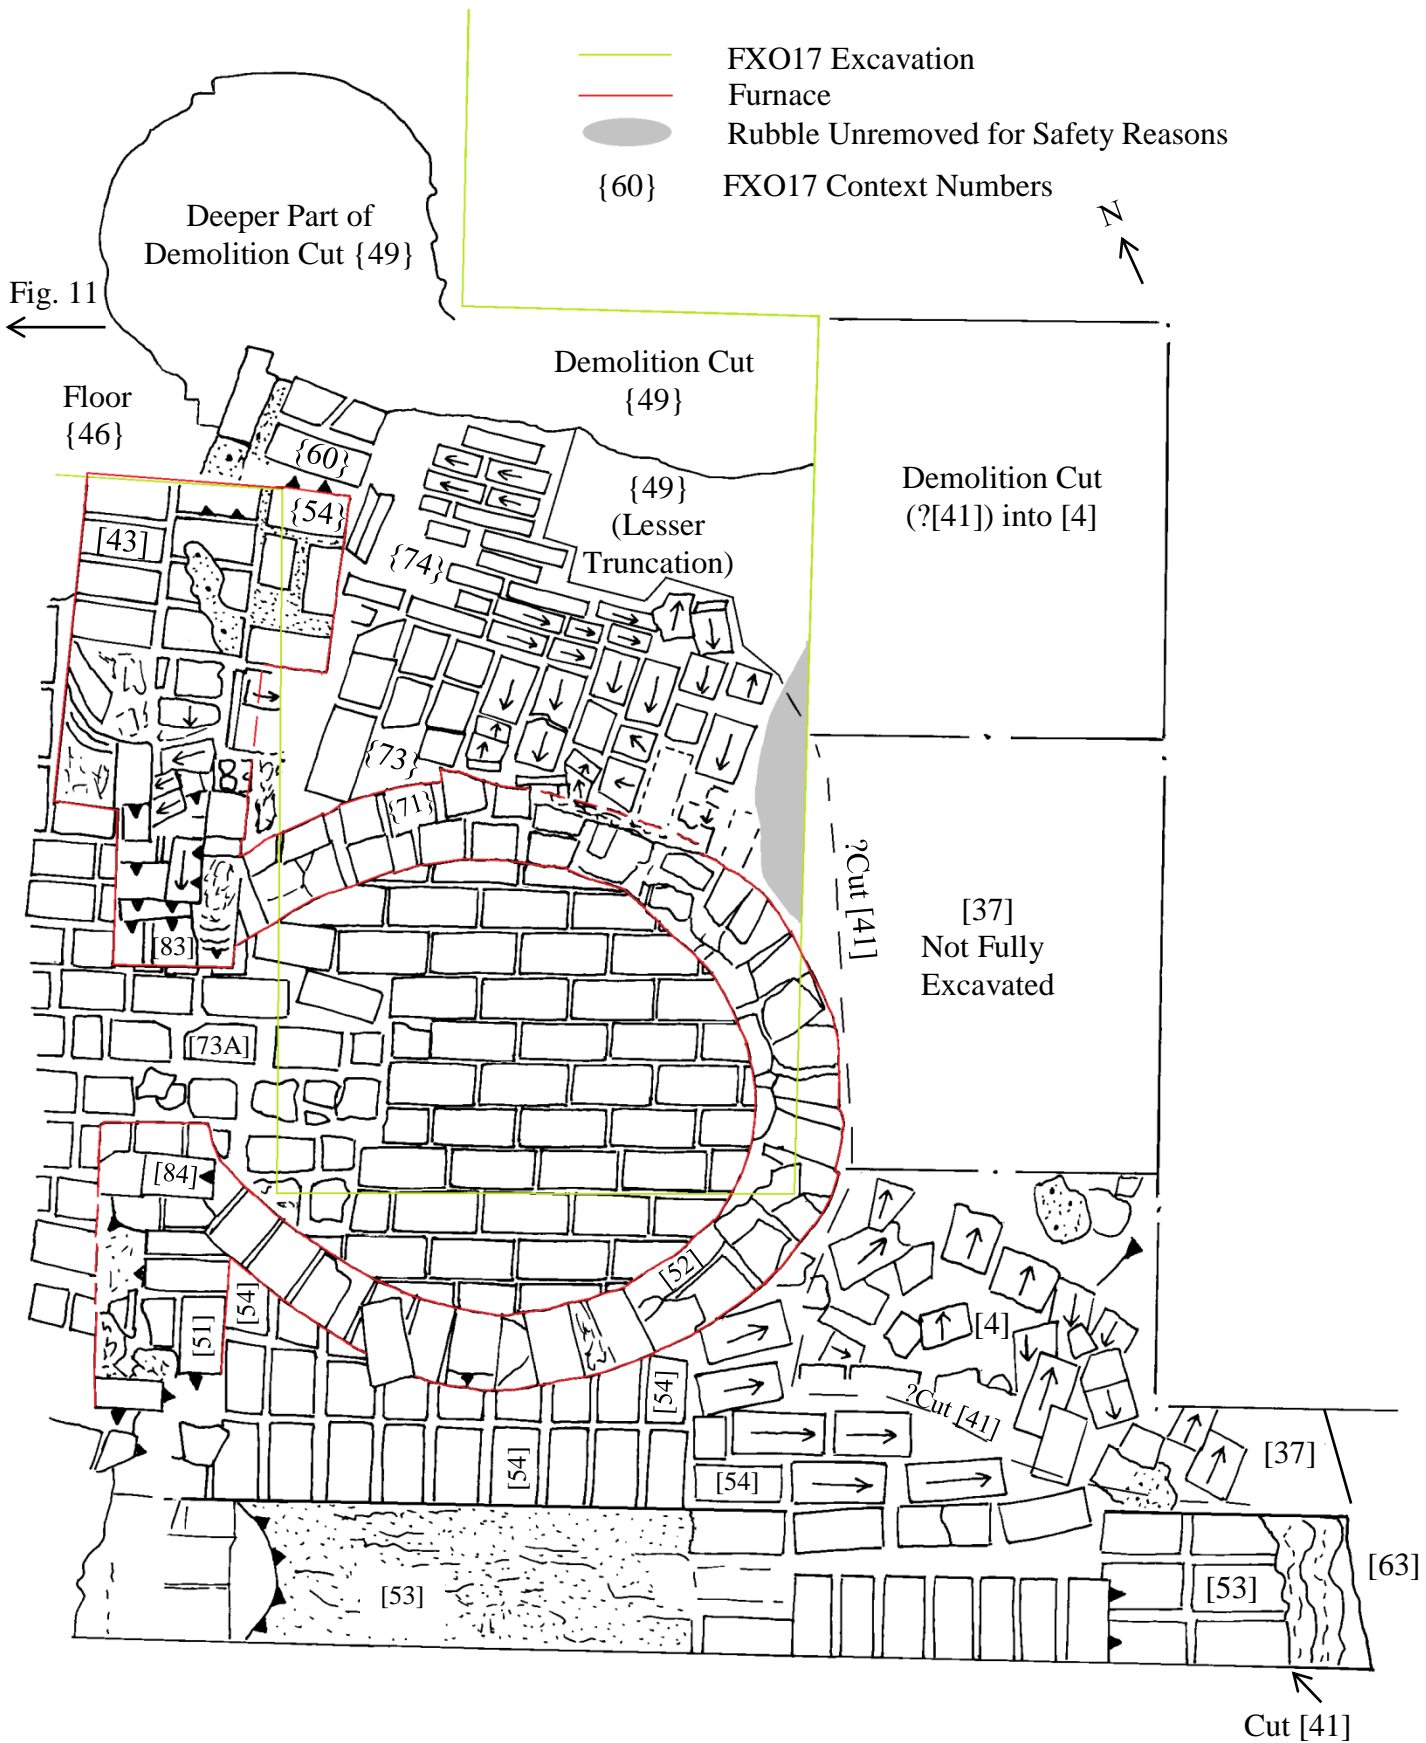 FXO17 Excavation
Furnace
Rubble Unremoved for Safety Reasons
{60} FXO17 Context Numbers
N
Deeper Part of
Demolition Cut {49}
Fig. 11
Demolition Cut
{49}
Floor
{46}
{60}
{49}
(Lesser
Truncation)
Demolition Cut
(?[41]) into [4]
{54}
[43]
{74}
{73}
{71}
?Cut [41]
[37]
Not Fully
Excavated
[83]
[73A]
[84]
[52]
[54]
[51]
[4]
[54]
?Cut [41]
[54]
[54]
[37]
[53]
[53]
[63]
Cut [41]